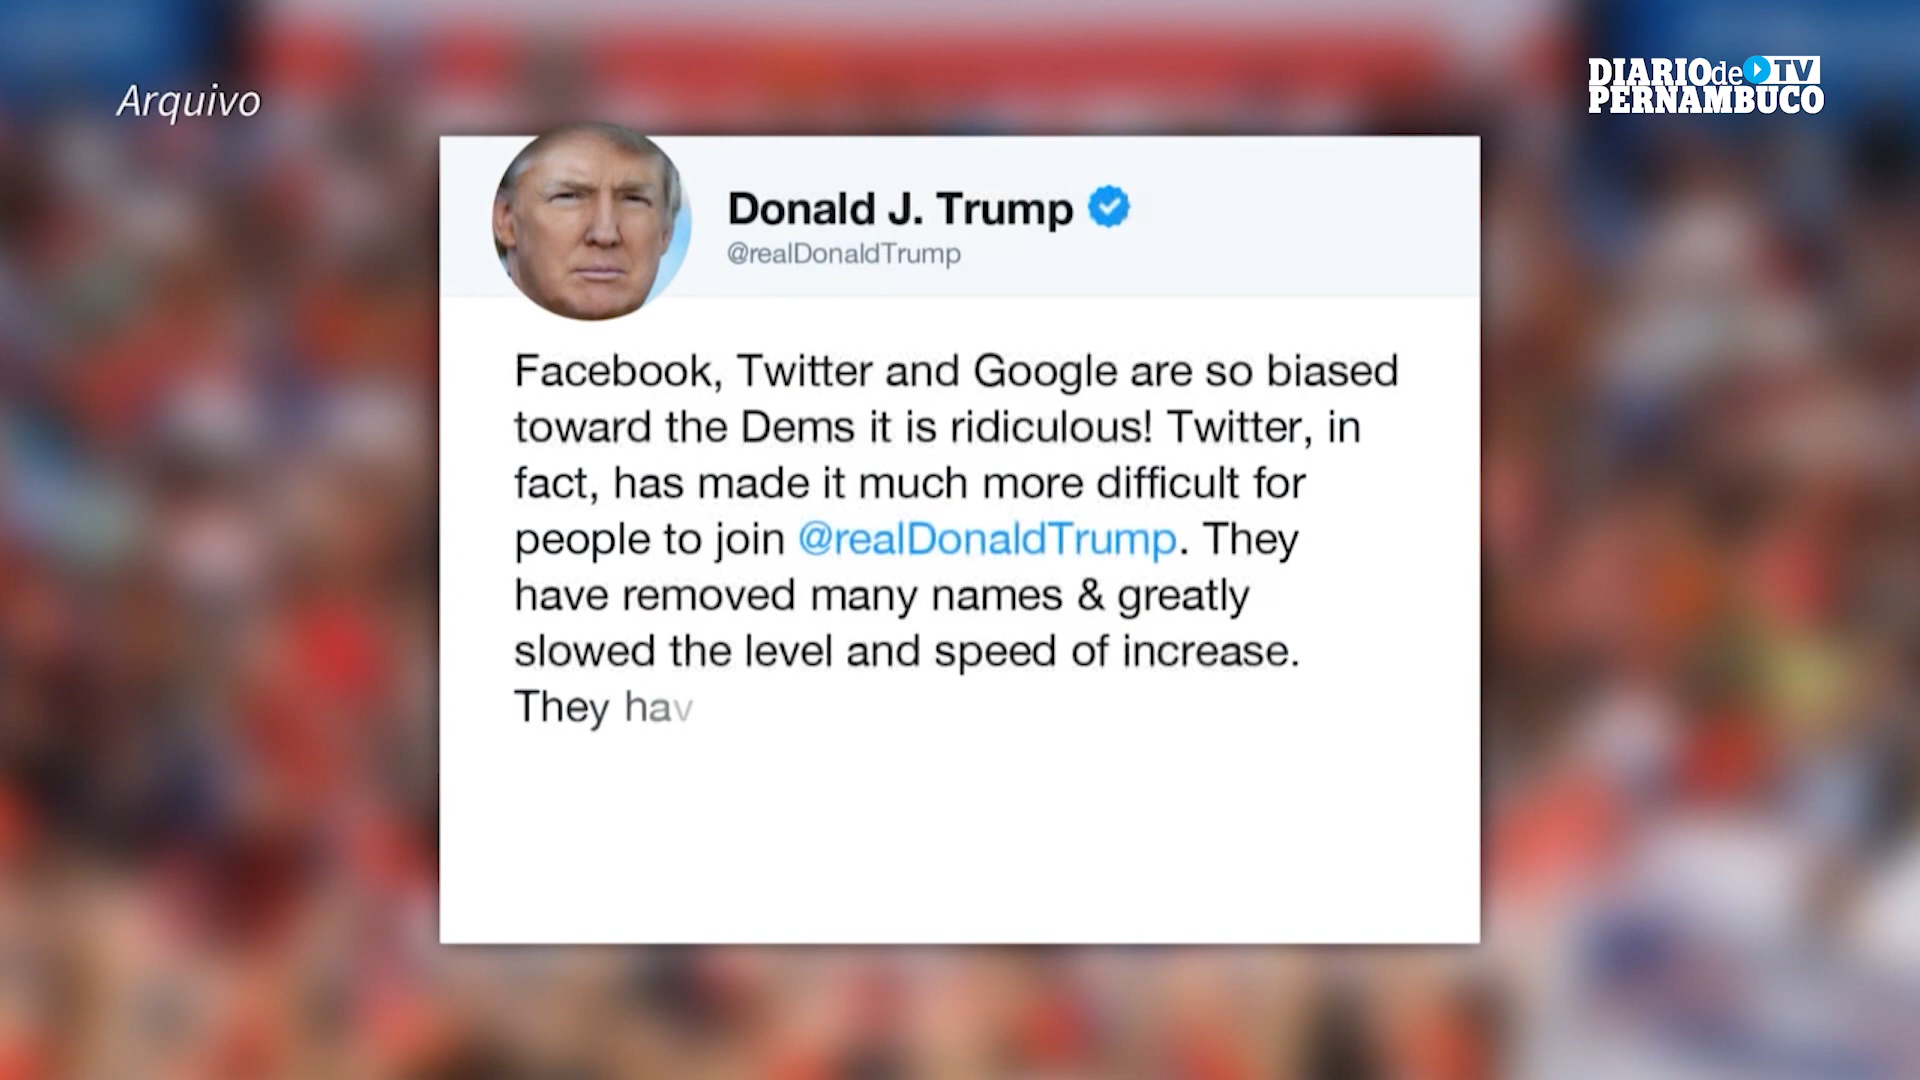 Arquivo
DIARIO de TV
PERNAMBUCO
Donald J. Trump
@realDonaldTrump
Facebook, Twitter and Google are so biased
toward the Dems it is ridiculous! Twitter, in
fact, has made it much more difficult for
people to join @realDonaldTrump. They
have removed many names & greatly
slowed the level and speed of increase.
They hav